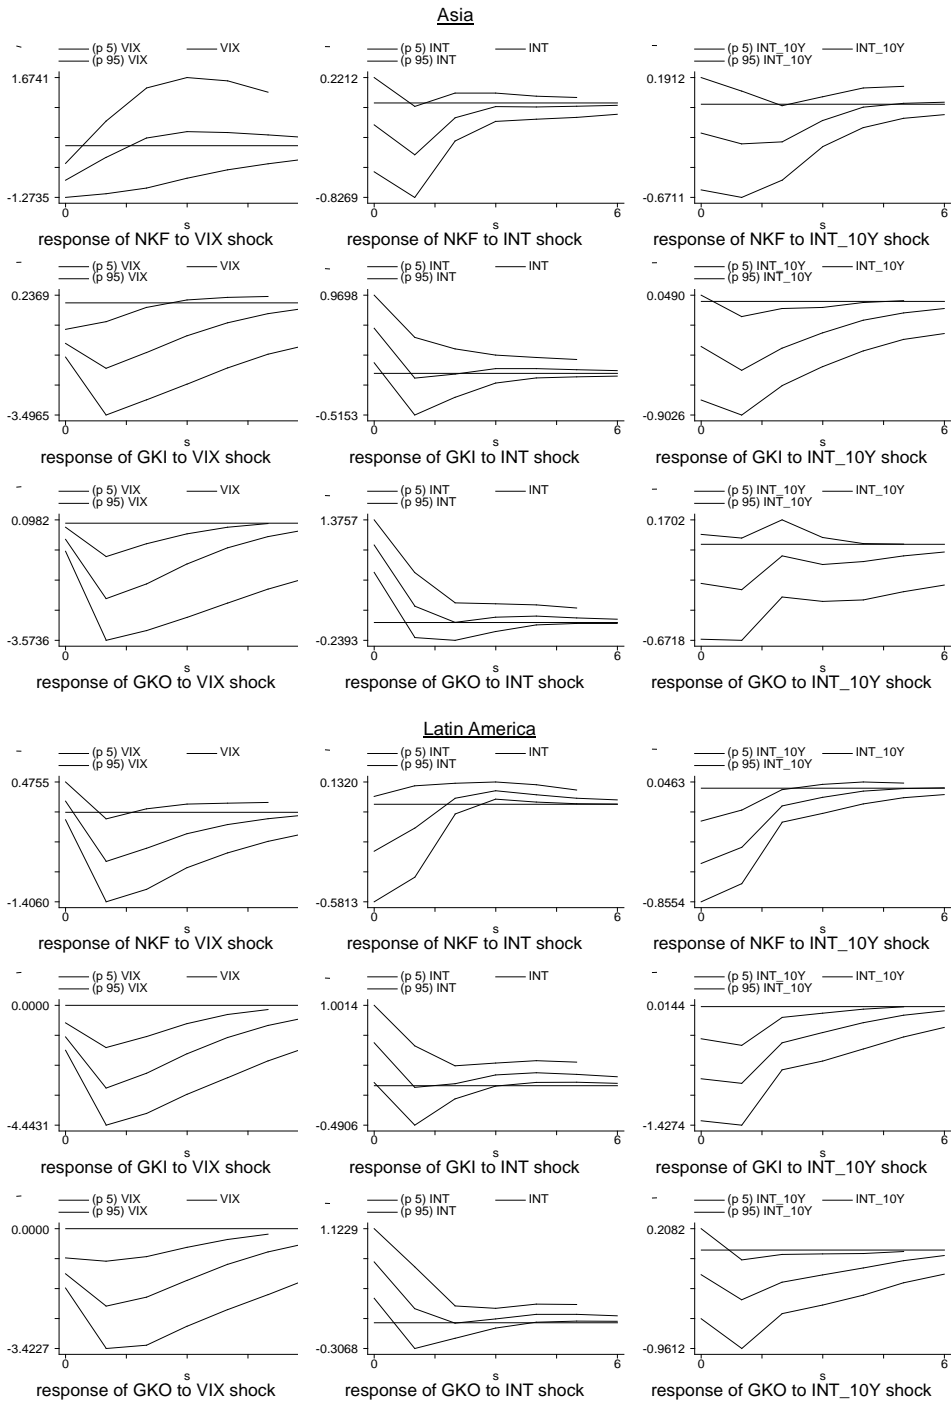 Asia
(p 5) VIX VIX (p 5) INT INT (p 5) INT_10Y INT_10Y
(p 95) VIX (p 95) INT (p 95) INT_10Y
1.6741 0.2212 0.1912
-1.2735 -0.8269 -0.6711
0 0 6 0 6
s s s
response of NKF to VIX shock response of NKF to INT shock response of NKF to INT_10Y shock
(p 5) VIX VIX (p 5) INT INT (p 5) INT_10Y INT_10Y
(p 95) VIX (p 95) INT (p 95) INT_10Y
0.2369 0.9698 0.0490
-3.4965 -0.5153 -0.9026
0 0 6 0 6
s s s
response of GKI to VIX shock response of GKI to INT shock response of GKI to INT_10Y shock
(p 5) VIX VIX (p 5) INT INT (p 5) INT_10Y INT_10Y
(p 95) VIX (p 95) INT (p 95) INT_10Y
0.0982 1.3757 0.1702
-3.5736 -0.2393 -0.6718
0 0 6 0 6
s s s
response of GKO to VIX shock response of GKO to INT shock response of GKO to INT_10Y shock
Latin America
(p 5) VIX VIX (p 5) INT INT (p 5) INT_10Y INT_10Y
(p 95) VIX (p 95) INT (p 95) INT_10Y
0.4755 0.1320 0.0463
-1.4060 -0.5813 -0.8554
0 0 6 0 6
s s s
response of NKF to VIX shock response of NKF to INT shock response of NKF to INT_10Y shock
(p 5) VIX VIX (p 5) INT INT (p 5) INT_10Y INT_10Y
(p 95) VIX (p 95) INT (p 95) INT_10Y
0.0000 1.0014 0.0144
-4.4431 -0.4906 -1.4274
0 0 6 0 6
s s s
response of GKI to VIX shock response of GKI to INT shock response of GKI to INT_10Y shock
(p 5) VIX VIX (p 5) INT INT (p 5) INT_10Y INT_10Y
(p 95) VIX (p 95) INT (p 95) INT_10Y
0.0000 1.1229 0.2082
-3.4227 -0.3068 -0.9612
0 0 6 0 6
s s s
response of GKO to VIX shock response of GKO to INT shock response of GKO to INT_10Y shock